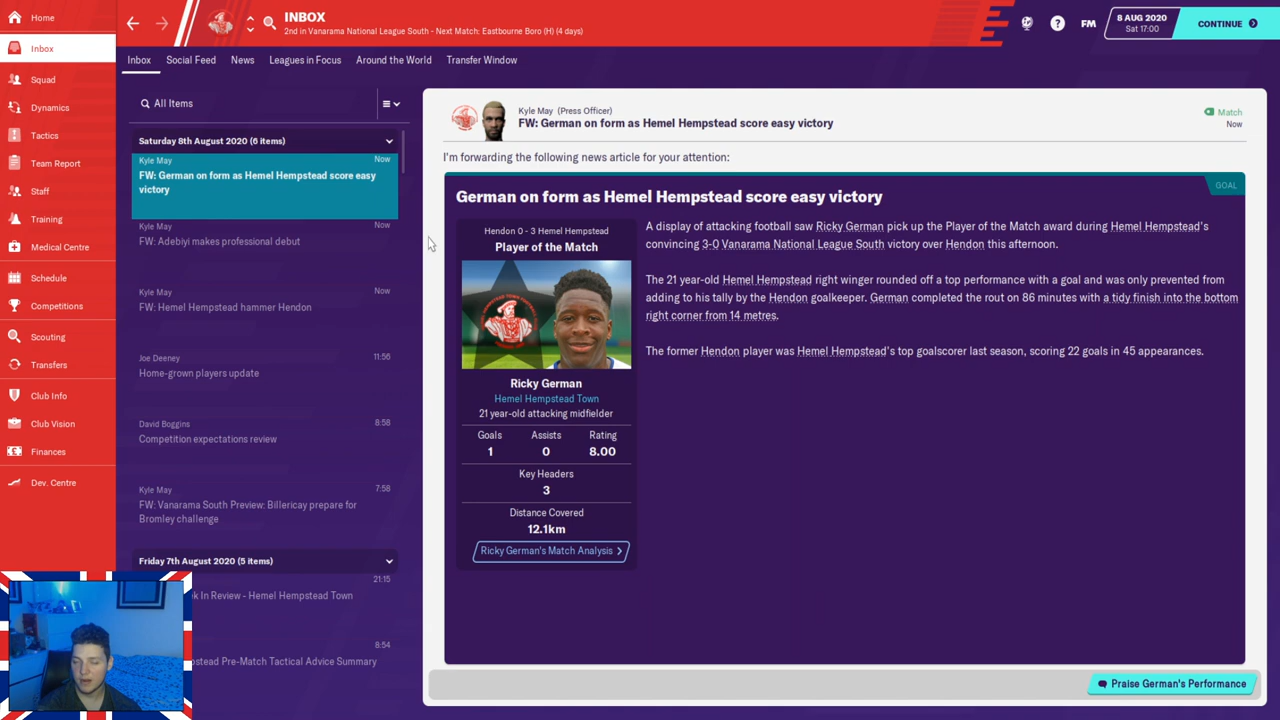 Home
Inbox
Squad
Dynamics
Tactics
Team Report
Staff
Training
Medical Centre
Schedule
Competitions
Scouting
Transfers
Club Info
Club Vision
Finances
Dev. Centre
INBOX
2nd in Vanarama National League South - Next Match: Eastbourne Boro (H) (4 days)
?
FM
8 AUG 2020
Sat 17:00
CONTINUE
Inbox
Social Feed
News
Leagues in Focus
Around the World
Transfer Window
All Items
Saturday 8th August 2020 (6 items)
Kyle May Now
FW: German on form as Hemel Hempstead score easy
victory
Kyle May Now
FW: Adebiyi makes professional debut
Kyle May Now
FW: Hemel Hempstead hammer Hendon
Joe Deeney 11:56
Home-grown players update
David Boggins 8:58
Competition expectations review
Kyle May 7:58
FW: Vanarama South Preview: Billericay prepare for
Bromley challenge
Friday 7th August 2020 (5 items)
21:15
k In Review - Hemel Hempstead Town
8:54
pstead Pre-Match Tactical Advice Summary
Kyle May (Press Officer)
FW: German on form as Hemel Hempstead score easy victory
Match
Now
I'm forwarding the following news article for your attention:
GOAL
German on form as Hemel Hempstead score easy victory
Hendon 0 - 3 Hemel Hempstead
Player of the Match
Ricky German
Hemel Hempstead Town
21 year-old attacking midfielder
Goals Assists Rating
1 0 8.00
Key Headers
3
Distance Covered
12.1km
Ricky German's Match Analysis
A display of attacking football saw Ricky German pick up the Player of the Match award during Hemel Hempstead's
convincing 3-0 Vanarama National League South victory over Hendon this afternoon.
The 21 year-old Hemel Hempstead right winger rounded off a top performance with a goal and was only prevented from
adding to his tally by the Hendon goalkeeper. German completed the rout on 86 minutes with a tidy finish into the bottom
right corner from 14 metres.
The former Hendon player was Hemel Hempstead's top goalscorer last season, scoring 22 goals in 45 appearances.
Praise German's Performance